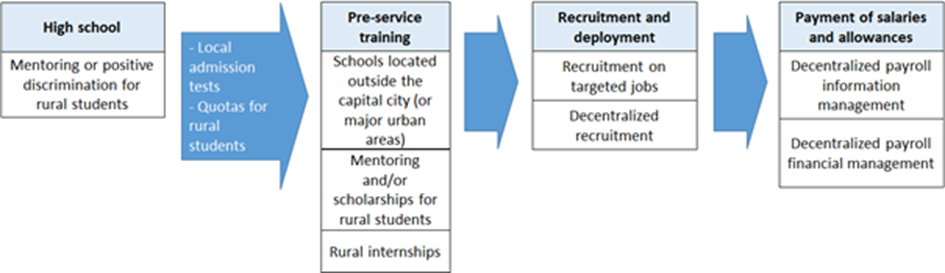 High school
Mentoring or positive
discrimination for
rural students
- Local
admission
tests
- Quotas for
rural
students
Pre-service
training
Schools located
outside the
capital city (or
major urban
areas)
Mentoring
and/or
scholarships for
rural students
Rural internships
Recruitment and
deployment
Recruitment on
targeted jobs
Decentralized
recruitment
Payment of salaries
and allowances
Decentralized payroll
information
management
Decentralized payroll
financial management